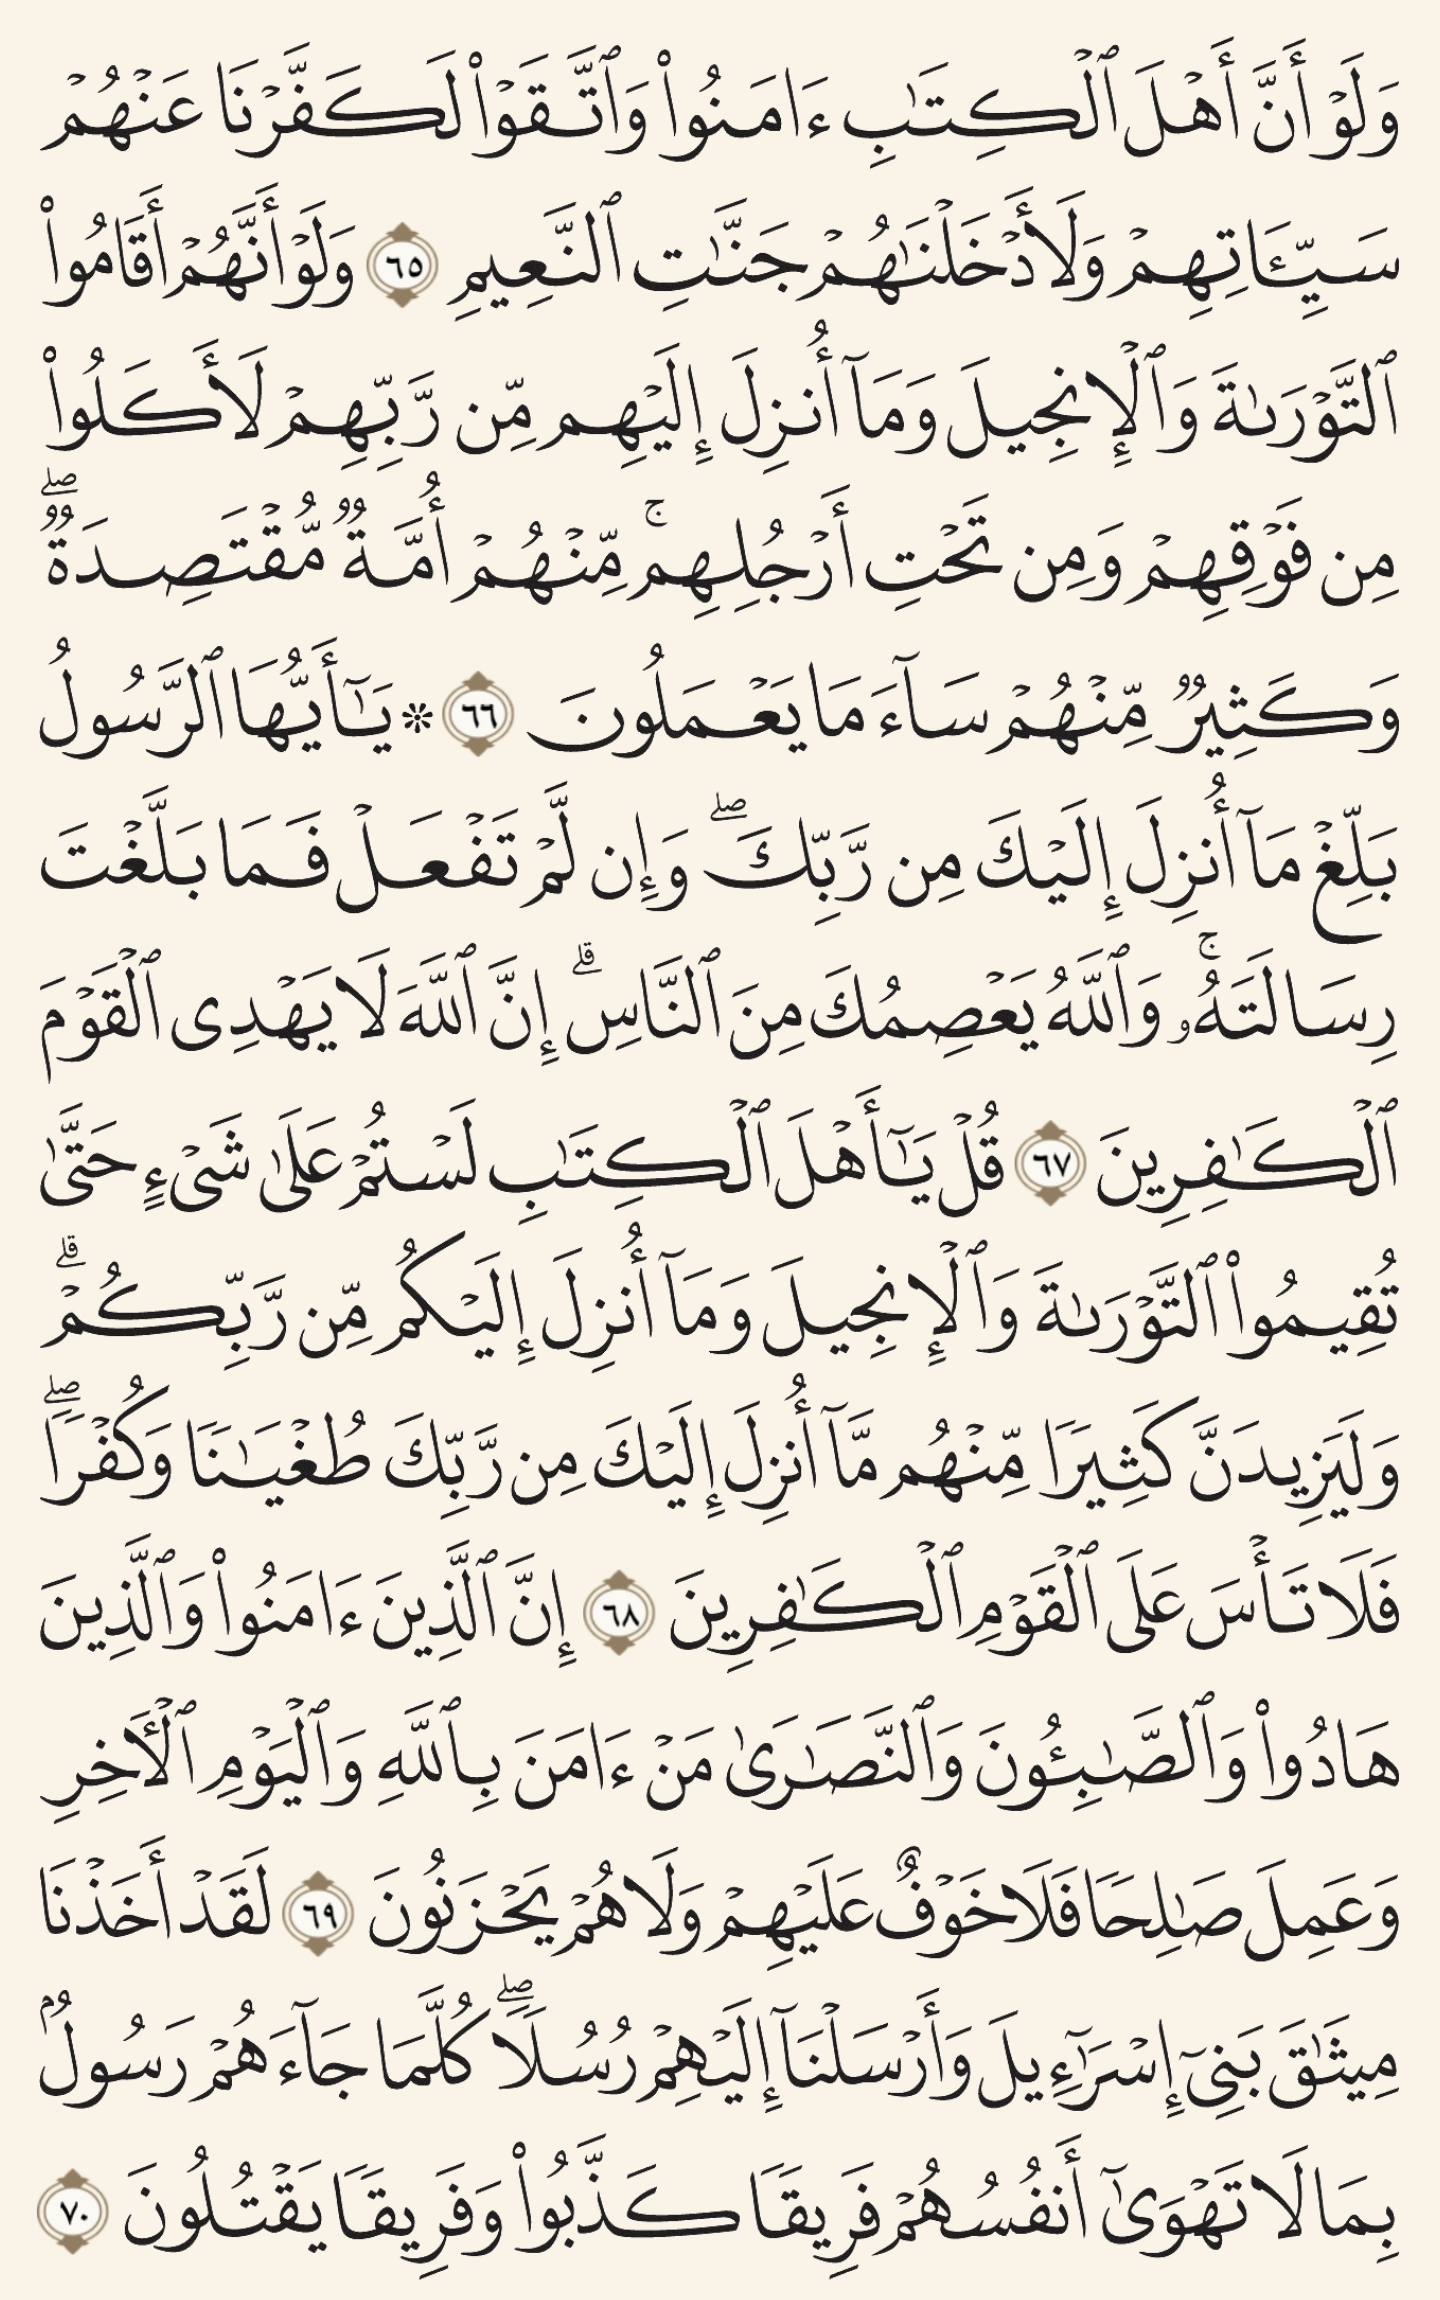 وَلَوۡ أَنَّ أَهۡلَ ٱلۡكِتَٰبِ ءَامَنُواْ وَٱتَّقَوۡاْ لَكَفَّرۡنَا عَنۡهُمۡ
سَيِّـَٔاتِهِمۡ وَلَأَدۡخَلۡنَٰهُمۡ جَنَّٰتِ ٱلنَّعِيمِ ٦٥ وَلَوۡ أَنَّهُمۡ أَقَامُواْ
ٱلتَّوۡرَىٰةَ وَٱلۡإِنجِيلَ وَمَآ أُنزِلَ إِلَيۡهِم مِّن رَّبِّهِمۡ لَأَكَلُواْ
مِن فَوۡقِهِمۡ وَمِن تَحۡتِ أَرۡجُلِهِمۚ مِّنۡهُمۡ أُمَّةٞ مُّقۡتَصِدَةٞۖ
وَكَثِيرٞ مِّنۡهُمۡ سَآءَ مَا يَعۡمَلُونَ ٦٦ ۞ يَٰٓأَيُّهَا ٱلرَّسُولُ
بَلِّغۡ مَآ أُنزِلَ إِلَيۡكَ مِن رَّبِّكَۖ وَإِن لَّمۡ تَفۡعَلۡ فَمَا بَلَّغۡتَ
رِسَالَتَهُۥۚ وَٱللَّهُ يَعۡصِمُكَ مِنَ ٱلنَّاسِۗ إِنَّ ٱللَّهَ لَا يَهۡدِي ٱلۡقَوۡمَ
ٱلۡكَٰفِرِينَ ٦٧ قُلۡ يَٰٓأَهۡلَ ٱلۡكِتَٰبِ لَسۡتُمۡ عَلَىٰ شَيۡءٍ حَتَّىٰ
تُقِيمُواْ ٱلتَّوۡرَىٰةَ وَٱلۡإِنجِيلَ وَمَآ أُنزِلَ إِلَيۡكُم مِّن رَّبِّكُمۡۗ
وَلَيَزِيدَنَّ كَثِيرٗا مِّنۡهُم مَّآ أُنزِلَ إِلَيۡكَ مِن رَّبِّكَ طُغۡيَٰنٗا وَكُفۡرٗاۖ
فَلَا تَأۡسَ عَلَى ٱلۡقَوۡمِ ٱلۡكَٰفِرِينَ ٦٨ إِنَّ ٱلَّذِينَ ءَامَنُواْ وَٱلَّذِينَ
هَادُواْ وَٱلصَّٰبِـُٔونَ وَٱلنَّصَٰرَىٰ مَنۡ ءَامَنَ بِٱللَّهِ وَٱلۡيَوۡمِ ٱلۡأٓخِرِ
وَعَمِلَ صَٰلِحٗا فَلَا خَوۡفٌ عَلَيۡهِمۡ وَلَا هُمۡ يَحۡزَنُونَ ٦٩ لَقَدۡ أَخَذۡنَا
مِيثَٰقَ بَنِيٓ إِسۡرَٰٓءِيلَ وَأَرۡسَلۡنَآ إِلَيۡهِمۡ رُسُلٗاۖ كُلَّمَا جَآءَهُمۡ رَسُولُۢ
بِمَا لَا تَهۡوَىٰٓ أَنفُسُهُمۡ فَرِيقٗا كَذَّبُواْ وَفَرِيقٗا يَقۡتُلُونَ ٧٠